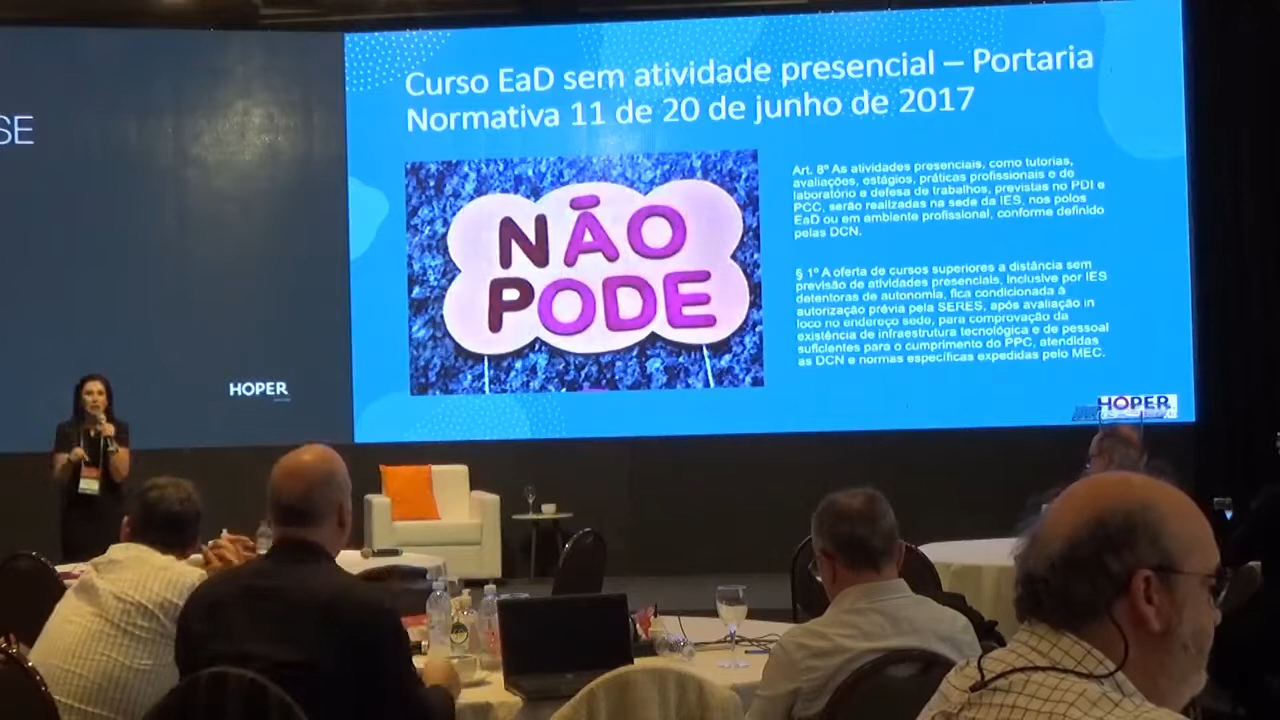 SE
HOPER
Curso EaD sem atividade presencial – Portaria
Normativa 11 de 20 de junho de 2017
NÃO
PODE
Art. 8º As atividades presenciais, como tutorias,
avaliações, estágios, práticas profissionais e de
laboratório e defesa de trabalhos, previstas no PDI e
PCC, serão realizadas na sede da IES, nos polos
EaD ou em ambiente profissional, conforme definido
pelas DCN.
§ 1º A oferta de cursos superiores a distância sem
previsão de atividades presenciais, inclusive por IES
detentoras de autonomia, fica condicionada à
autorização prévia pela SERES, após avaliação in
loco no endereço sede, para comprovação da
existência de infraestrutura tecnológica e de pessoal
suficientes para o cumprimento do PPC, atendidas
as DCN e normas específicas expedidas pelo MEC.
HOPER